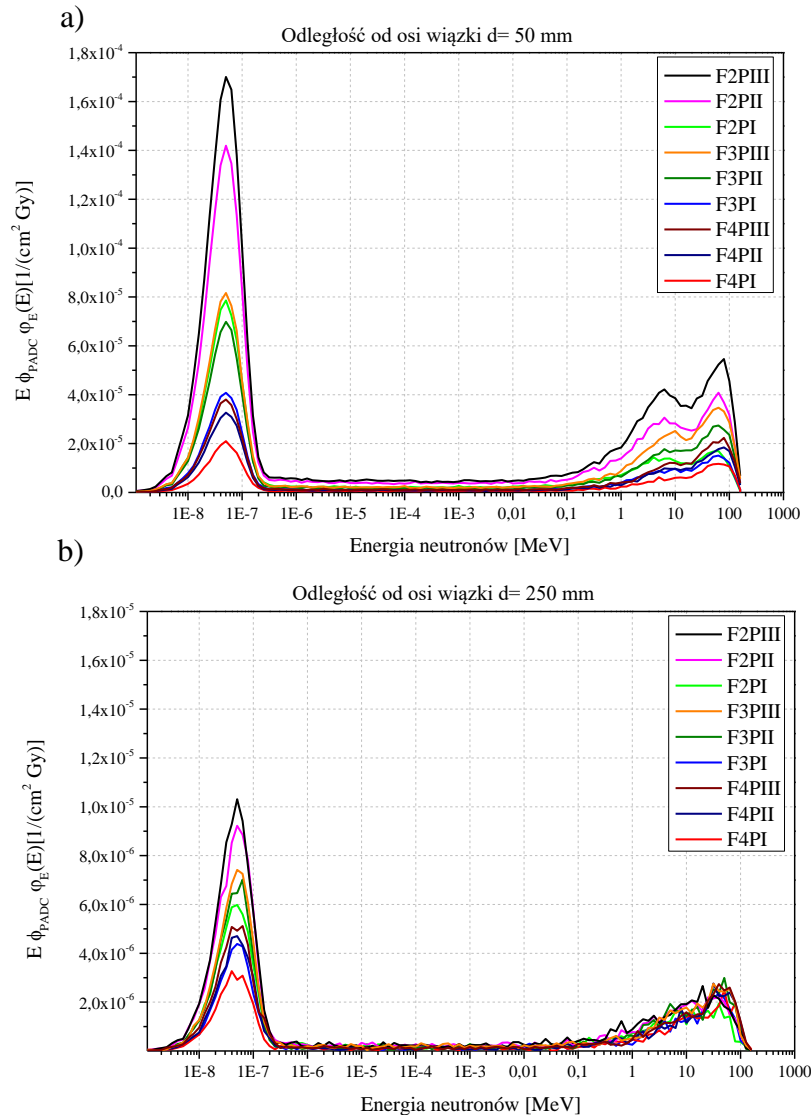 a)
Odległość od osi wiązki d= 50 mm
1,8x10⁻⁴
1,6x10⁻⁴
1,4x10⁻⁴
1,2x10⁻⁴
1,0x10⁻⁴
8,0x10⁻⁵
6,0x10⁻⁵
4,0x10⁻⁵
2,0x10⁻⁵
0,0
E ϕ_PADC φ_E(E)[1/(cm² Gy)]
F2PIII
F2PII
F2PI
F3PIII
F3PII
F3PI
F4PIII
F4PII
F4PI
1E-8 1E-7 1E-6 1E-5 1E-4 1E-3 0,01 0,1 1 10 100 1000
Energia neutronów [MeV]
b)
Odległość od osi wiązki d= 250 mm
1,8x10⁻⁵
1,6x10⁻⁵
1,4x10⁻⁵
1,2x10⁻⁵
1,0x10⁻⁵
8,0x10⁻⁶
6,0x10⁻⁶
4,0x10⁻⁶
2,0x10⁻⁶
E ϕ_PADC φ_E(E)[1/(cm² Gy)]
F2PIII
F2PII
F2PI
F3PIII
F3PII
F3PI
F4PIII
F4PII
F4PI
1E-8 1E-7 1E-6 1E-5 1E-4 1E-3 0,01 0,1 1 10 100 1000
Energia neutronów [MeV]